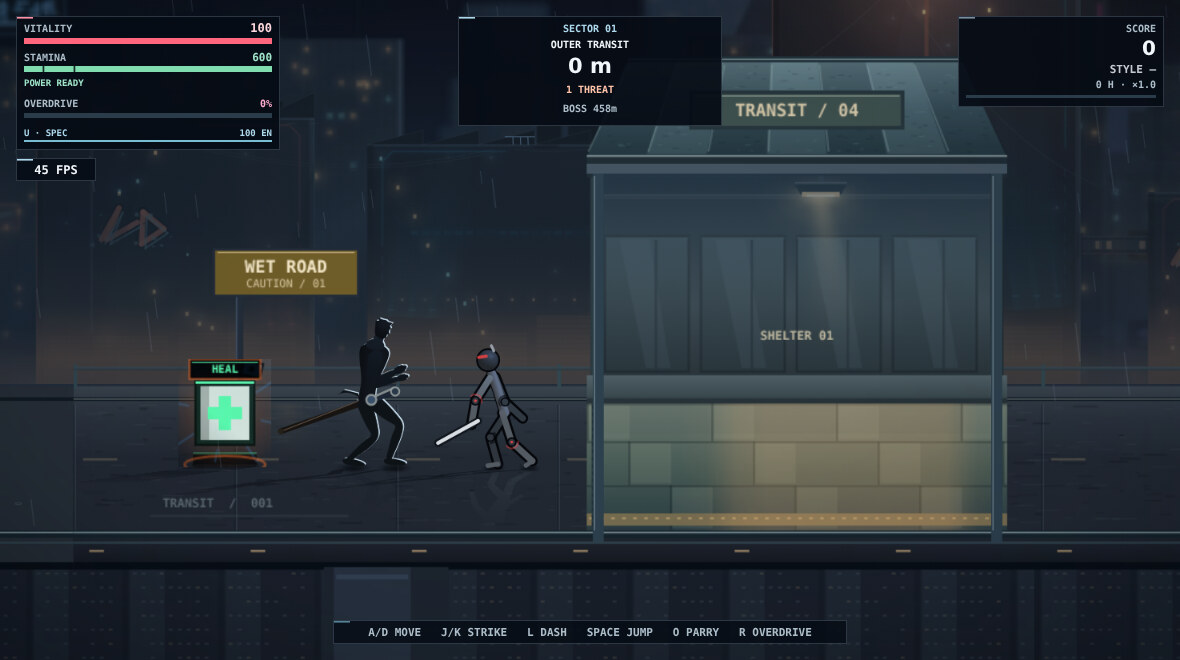 VITALITY 100
STAMINA 600
POWER READY
OVERDRIVE 0%
U · SPEC 100 EN
45 FPS
SECTOR 01
OUTER TRANSIT
0 m
1 THREAT
BOSS 458m
SCORE
0
STYLE —
0 H · ×1.0
TRANSIT / 04
WET ROAD
CAUTION / 01
SHELTER 01
HEAL
TRANSIT / 001
A/D MOVE J/K STRIKE L DASH SPACE JUMP O PARRY R OVERDRIVE